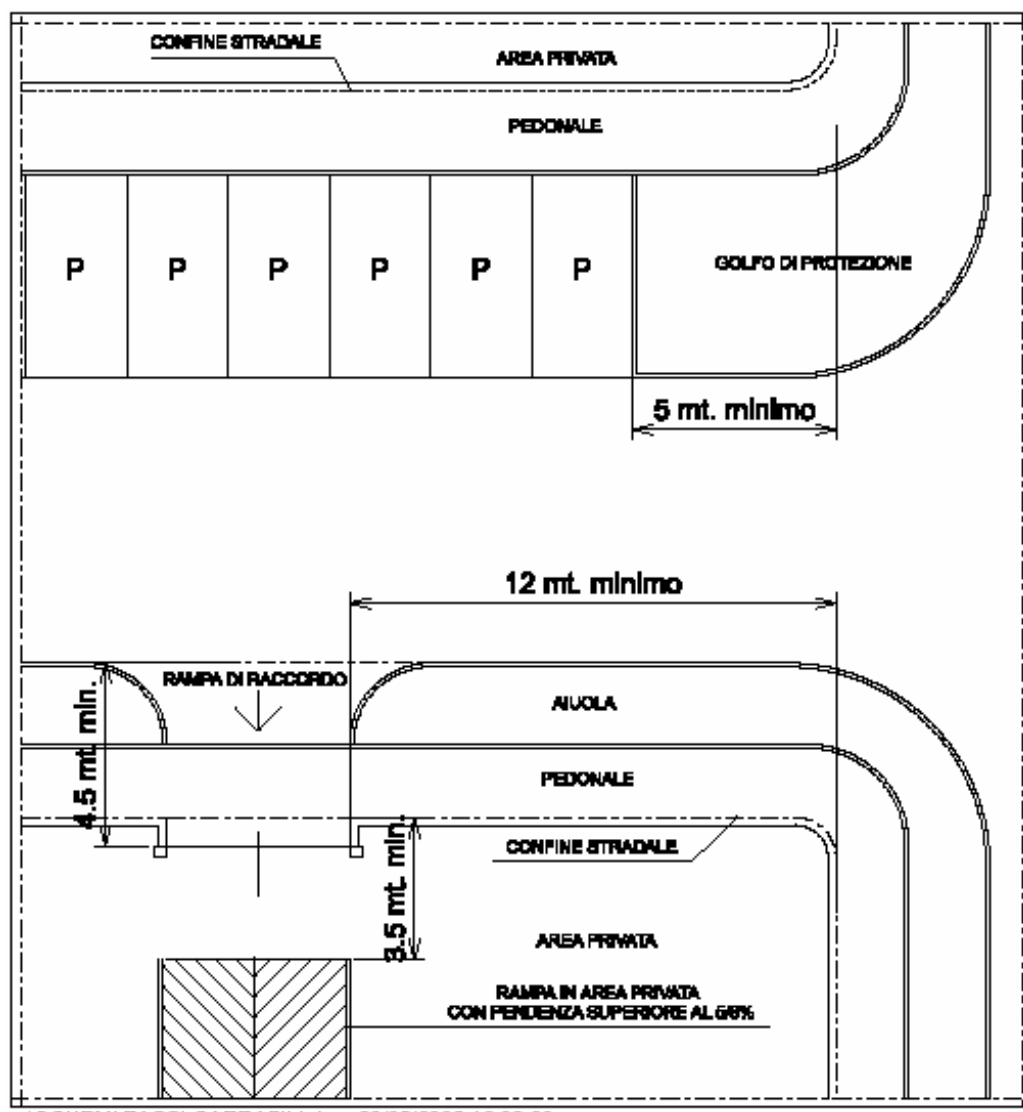 CONFINE STRADALE
AREA PRIVATA
PEDONALE
P P P P P P
GOLFO DI PROTEZIONE
5 mt. minimo
12 mt. minimo
RAMPA DI RACCORDO
AIUOLA
4.5 mt. min.
PEDONALE
CONFINE STRADALE
3.5 mt. min.
AREA PRIVATA
RAMPA IN AREA PRIVATA
CON PENDENZA SUPERIORE AL